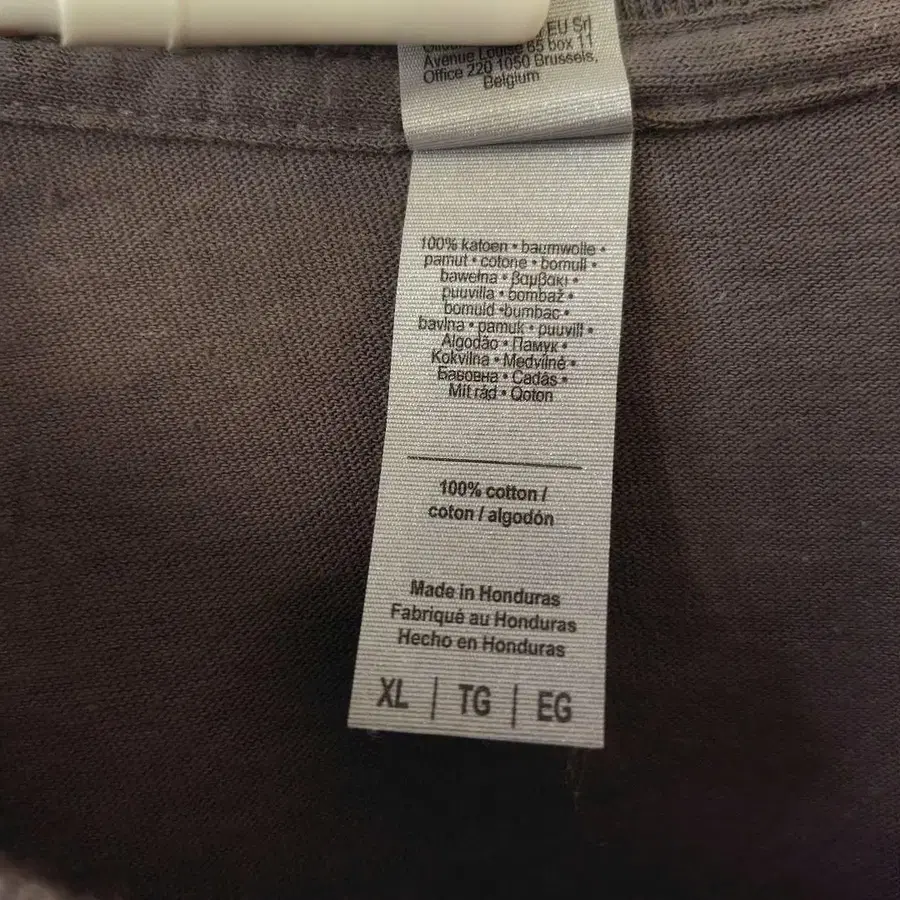 EU Srl
Avenue Louise 65 box 11
Office 220 1050 Brussels,
Belgium
100% katoen • baumwolle •
pamut • cotone • bomull •
bawełna • βαμβάκι •
puuvilla • bombaž •
bomuld •bumbac •
bavlna • pamuk • puuvill •
Algodão • Памук •
Kokvilna • Medvilnė •
Бавовна • Cadás •
Mit rád • Qoton
100% cotton /
coton / algodón
Made in Honduras
Fabriqué au Honduras
Hecho en Honduras
XL | TG | EG